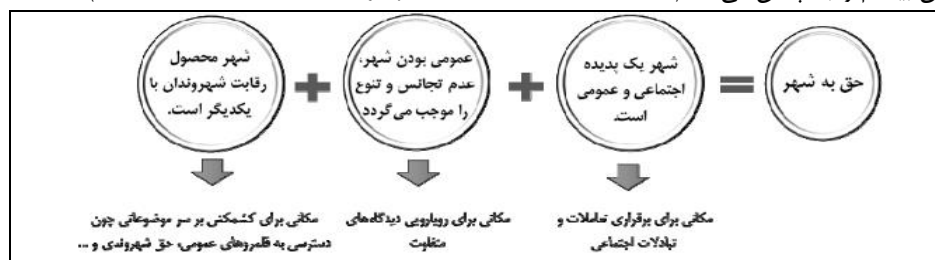 حق به شهر
=
شهر یک پدیده
اجتماعی و عمومی
است.
+
عمومی بودن شهر،
عدم تجانس و تنوع
را موجب می گردد
+
شهر محصول
رقابت شهروندان با
یکدیگر است.
مکانی برای برقراری تعاملات و
تبادلات اجتماعی
مکانی برای رویارویی دیدگاه‌های
متفاوت
مکانی برای کشمکش بر سر موضوعاتی چون
دسترسی به قلمروهای عمومی، حق شهروندی و ...